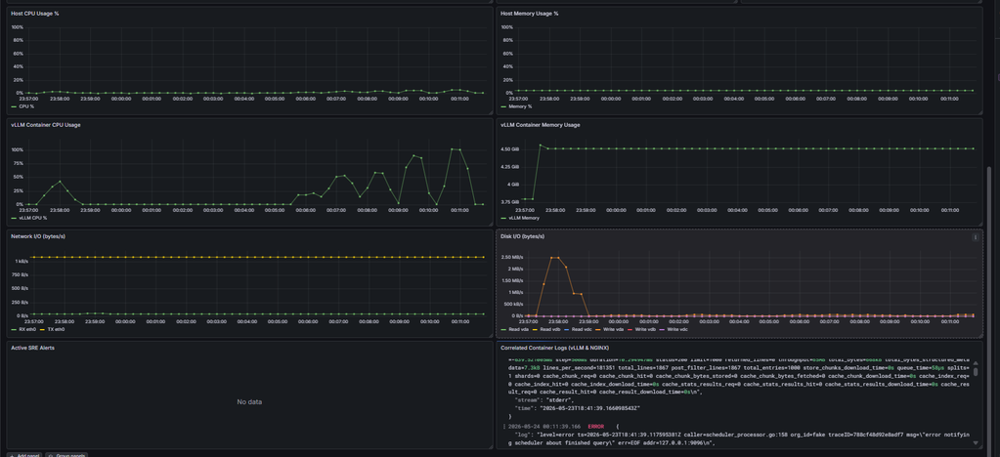 Host CPU Usage %
100%
80%
60%
40%
20%
0%
23:57:00 23:58:00 23:59:00 00:00:00 00:01:00 00:02:00 00:03:00 00:04:00 00:05:00 00:06:00 00:07:00 00:08:00 00:09:00 00:10:00 00:11:00
CPU %
Host Memory Usage %
100%
80%
60%
40%
20%
0%
23:57:00 23:58:00 23:59:00 00:00:00 00:01:00 00:02:00 00:03:00 00:04:00 00:05:00 00:06:00 00:07:00 00:08:00 00:09:00 00:10:00 00:11:00
Memory %
vLLM Container CPU Usage
100%
75%
50%
25%
0%
23:57:00 23:58:00 23:59:00 00:00:00 00:01:00 00:02:00 00:03:00 00:04:00 00:05:00 00:06:00 00:07:00 00:08:00 00:09:00 00:10:00 00:11:00
vLLM CPU %
vLLM Container Memory Usage
4.50 GiB
4.25 GiB
4 GiB
3.75 GiB
23:57:00 23:58:00 23:59:00 00:00:00 00:01:00 00:02:00 00:03:00 00:04:00 00:05:00 00:06:00 00:07:00 00:08:00 00:09:00 00:10:00 00:11:00
vLLM Memory
Network I/O (bytes/s)
1 kB/s
750 B/s
500 B/s
250 B/s
0 B/s
23:57:00 23:58:00 23:59:00 00:00:00 00:01:00 00:02:00 00:03:00 00:04:00 00:05:00 00:06:00 00:07:00 00:08:00 00:09:00 00:10:00 00:11:00
RX eth0 TX eth0
Disk I/O (bytes/s)
2.50 MB/s
2 MB/s
1.50 MB/s
1 MB/s
500 kB/s
0 B/s
23:57:00 23:58:00 23:59:00 00:00:00 00:01:00 00:02:00 00:03:00 00:04:00 00:05:00 00:06:00 00:07:00 00:08:00 00:09:00 00:10:00 00:11:00
Read vda Read vdb Read vdc Write vda Write vdb Write vdc
Active SRE Alerts
No data
Correlated Container Logs (vLLM & NGINX)
data=7.3kB lines_per_second=181351 total_lines=1867 post_filter_lines=1867 total_entries=1000 store_chunks_download_time=0s queue_time=58µs splits=
1 shards=0 cache_chunk_req=0 cache_chunk_hit=0 cache_chunk_bytes_stored=0 cache_chunk_bytes_fetched=0 cache_chunk_download_time=0s cache_index_req=
0 cache_index_hit=0 cache_index_download_time=0s cache_stats_results_req=0 cache_stats_results_hit=0 cache_stats_results_download_time=0s cache_res
ult_req=0 cache_result_hit=0 cache_result_download_time=0s\n",
"stream": "stderr",
"time": "2026-05-23T18:41:39.166098543Z"
}
2026-05-24 00:11:39.166 ERROR {
"log": "level=error ts=2026-05-23T18:41:39.117595381Z caller=scheduler_processor.go:158 org_id=fake traceID=788cf48d92e8adf7 msg=\"error notifyin
g scheduler about finished query\" err=EOF addr=127.0.0.1:9096\n",
Add panel Group panels